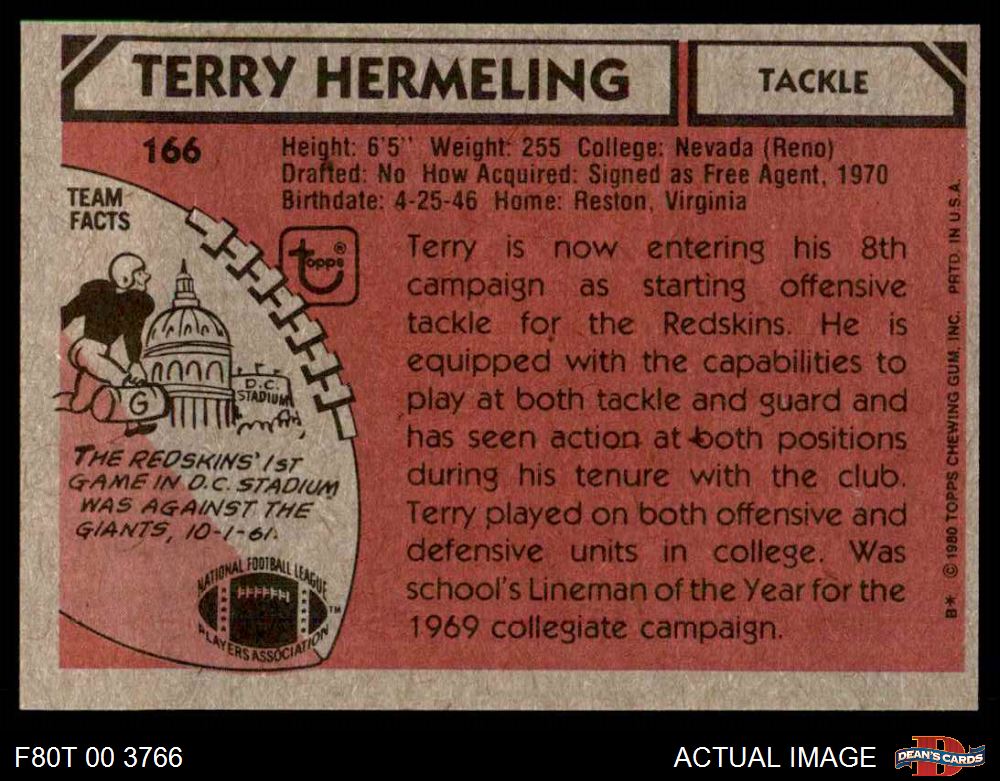 TERRY HERMELING
TACKLE
166
Height: 6'5" Weight: 255 College: Nevada (Reno)
Drafted: No How Acquired: Signed as Free Agent, 1970
Birthdate: 4-25-46 Home: Reston, Virginia
TEAM
FACTS
topps®
D.C.
STADIUM
G
THE REDSKINS' 1ST
GAME IN D.C. STADIUM
WAS AGAINST THE
GIANTS, 10-1-61.
NATIONAL FOOTBALL LEAGUE
PLAYERS ASSOCIATION
TM
Terry is now entering his 8th
campaign as starting offensive
tackle for the Redskins. He is
equipped with the capabilities to
play at both tackle and guard and
has seen action at both positions
during his tenure with the club.
Terry played on both offensive and
defensive units in college. Was
school's Lineman of the Year for the
1969 collegiate campaign.
B* © 1980 TOPPS CHEWING GUM, INC. PRTD. IN U.S.A.
F80T 00 3766
ACTUAL IMAGE
D
DEAN'S CARDS